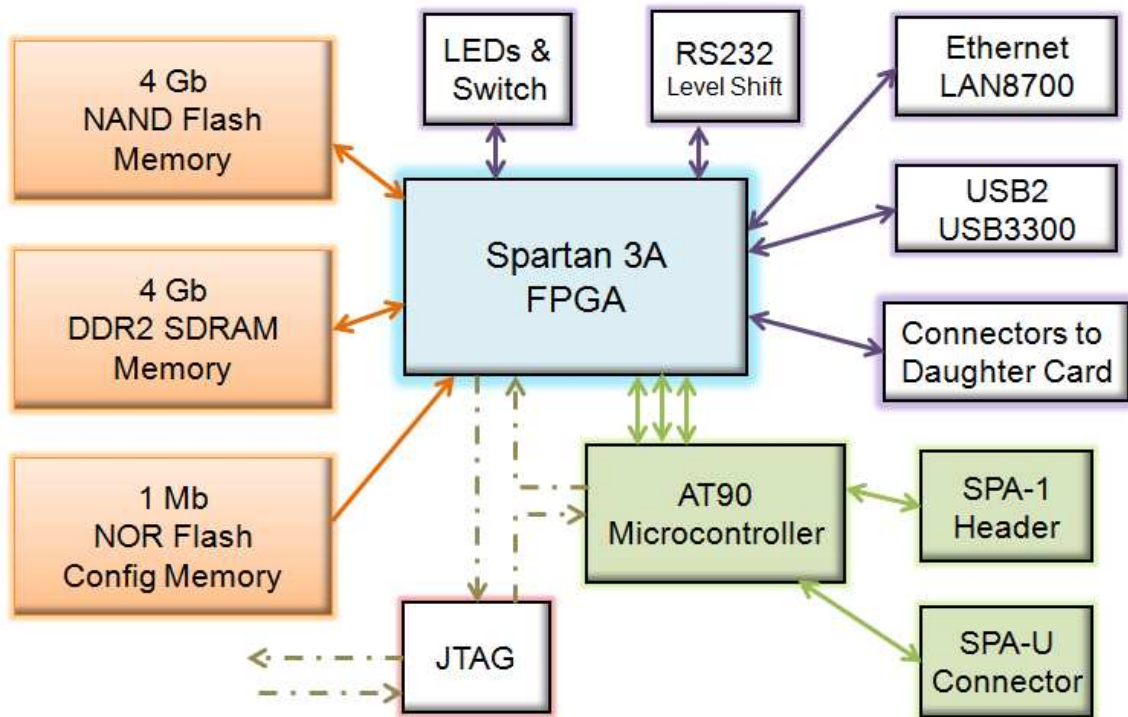 4 Gb
NAND Flash
Memory
LEDs &
Switch
RS232
Level Shift
Ethernet
LAN8700
USB2
USB3300
Spartan 3A
FPGA
4 Gb
DDR2 SDRAM
Memory
Connectors to
Daughter Card
1 Mb
NOR Flash
Config Memory
AT90
Microcontroller
SPA-1
Header
JTAG
SPA-U
Connector